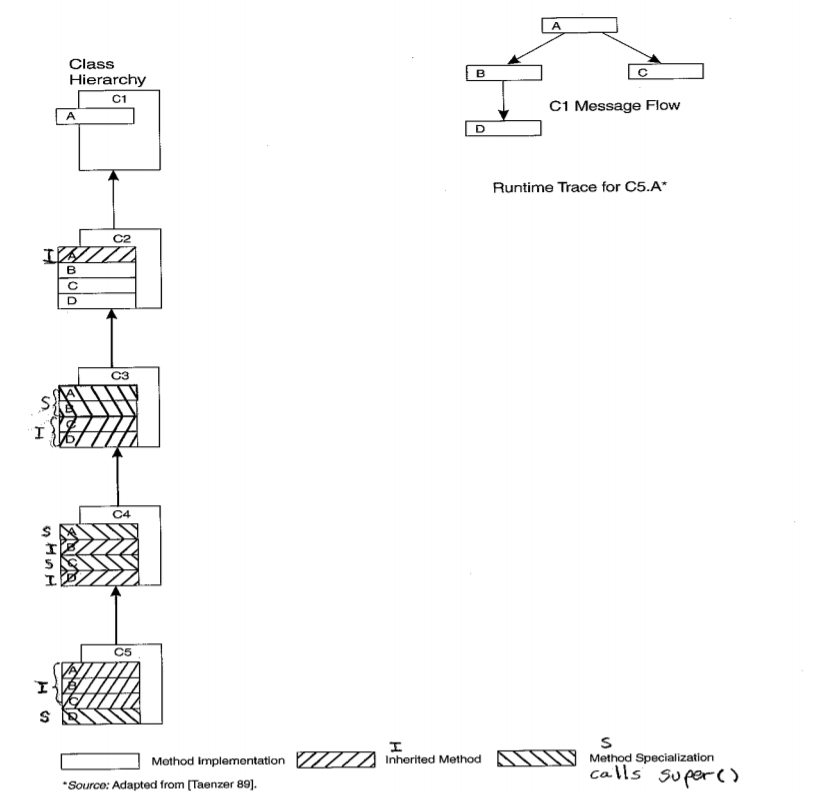 Class
Hierarchy
C1
A
C2
I
A
B
C
D
C3
S
A
B
I
C
D
C4
S A
I B
S C
I D
C5
I
A
B
C
S D
A
B
C
D
C1 Message Flow
Runtime Trace for C5.A*
Method Implementation
I
Inherited Method
S
Method Specialization
calls super()
*Source: Adapted from [Taenzer 89].